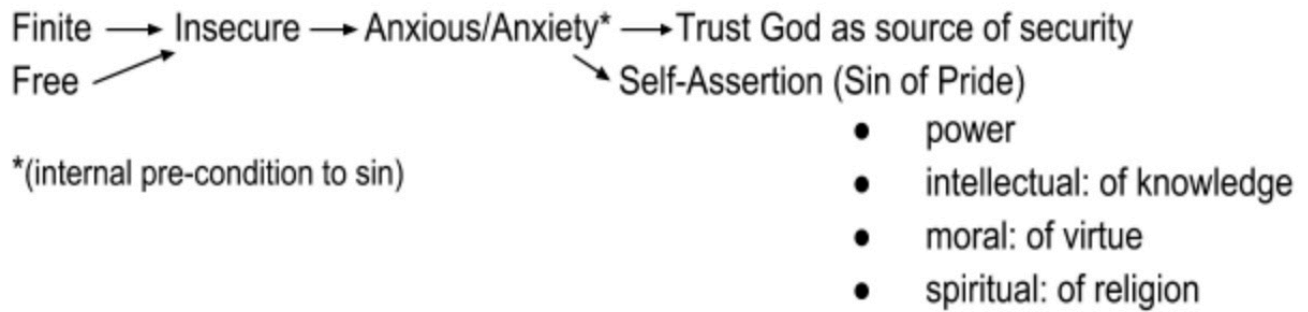 Finite → Insecure → Anxious/Anxiety* → Trust God as source of security
Free Self-Assertion (Sin of Pride)
• power
*(internal pre-condition to sin)
• intellectual: of knowledge
• moral: of virtue
• spiritual: of religion